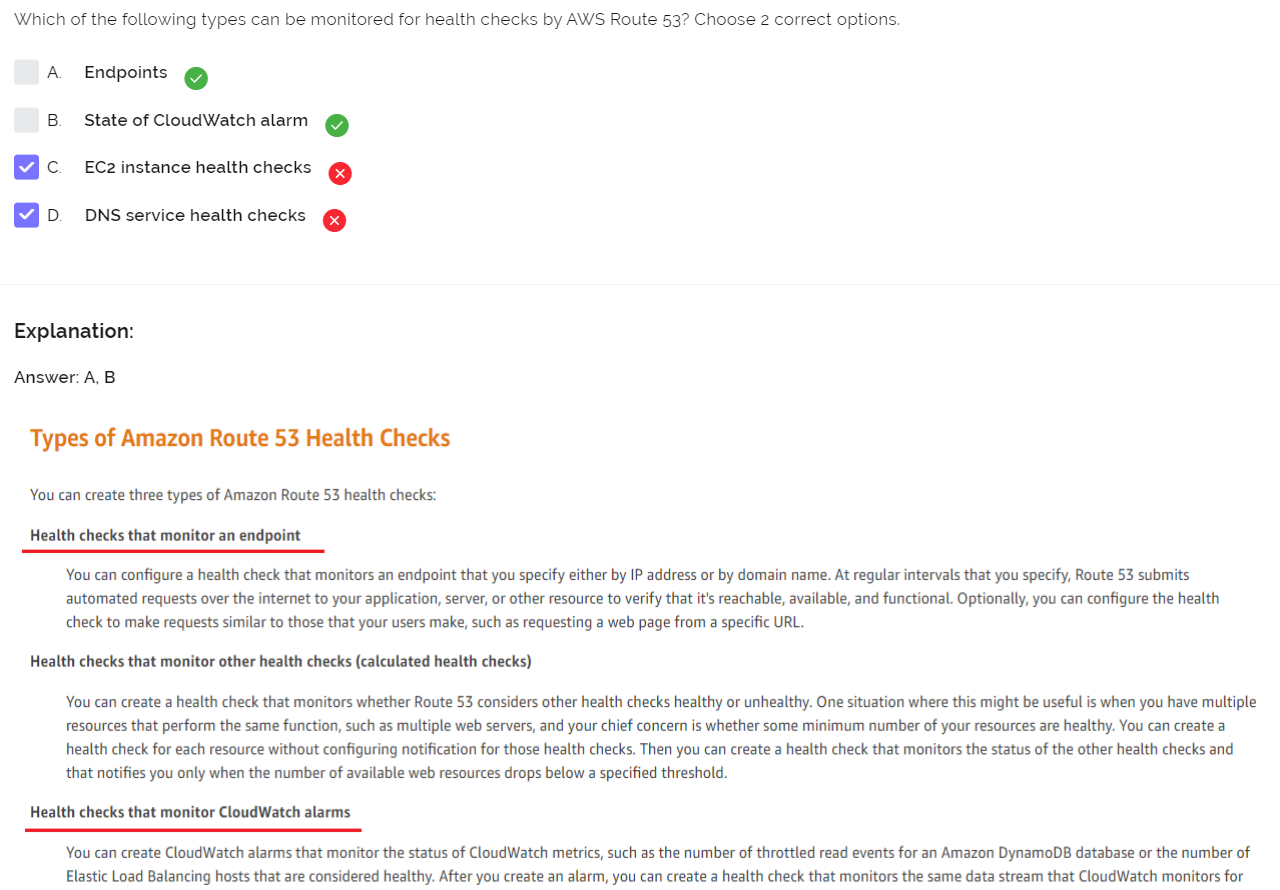 Which of the following types can be monitored for health checks by AWS Route 53? Choose 2 correct options.
A. Endpoints
B. State of CloudWatch alarm
C. EC2 instance health checks
D. DNS service health checks
Explanation:
Answer: A, B
Types of Amazon Route 53 Health Checks
You can create three types of Amazon Route 53 health checks:
Health checks that monitor an endpoint
You can configure a health check that monitors an endpoint that you specify either by IP address or by domain name. At regular intervals that you specify, Route 53 submits
automated requests over the internet to your application, server, or other resource to verify that it's reachable, available, and functional. Optionally, you can configure the health
check to make requests similar to those that your users make, such as requesting a web page from a specific URL.
Health checks that monitor other health checks (calculated health checks)
You can create a health check that monitors whether Route 53 considers other health checks healthy or unhealthy. One situation where this might be useful is when you have multiple
resources that perform the same function, such as multiple web servers, and your chief concern is whether some minimum number of your resources are healthy. You can create a
health check for each resource without configuring notification for those health checks. Then you can create a health check that monitors the status of the other health checks and
that notifies you only when the number of available web resources drops below a specified threshold.
Health checks that monitor CloudWatch alarms
You can create CloudWatch alarms that monitor the status of CloudWatch metrics, such as the number of throttled read events for an Amazon DynamoDB database or the number of
Elastic Load Balancing hosts that are considered healthy. After you create an alarm, you can create a health check that monitors the same data stream that CloudWatch monitors for